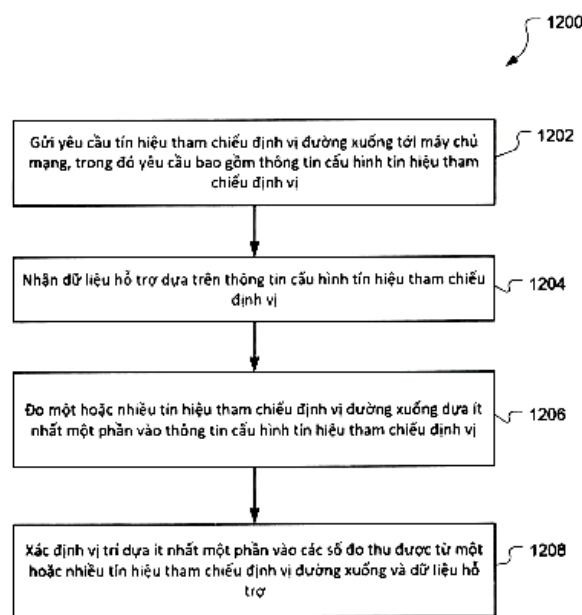 1200
Gửi yêu cầu tín hiệu tham chiếu định vị đường xuống tới máy chủ
mạng, trong đó yêu cầu bao gồm thông tin cấu hình tín hiệu tham
chiếu định vị
1202
Nhận dữ liệu hỗ trợ dựa trên thông tin cấu hình tín hiệu tham chiếu
định vị
1204
Đo một hoặc nhiều tín hiệu tham chiếu định vị đường xuống dựa ít
nhất một phần vào thông tin cấu hình tín hiệu tham chiếu định vị
1206
Xác định vị trí dựa ít nhất một phần vào các số đo thu được từ một
hoặc nhiều tín hiệu tham chiếu định vị đường xuống và dữ liệu hỗ
trợ
1208